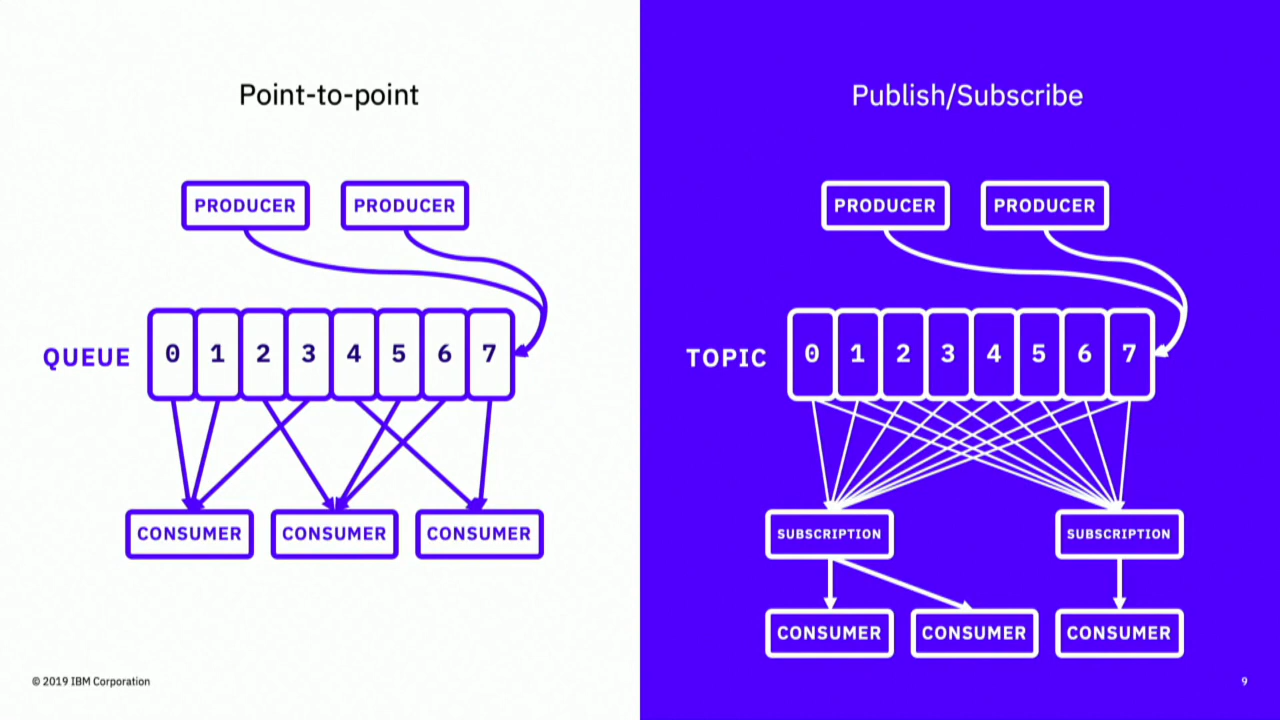 Point-to-point
PRODUCER PRODUCER
QUEUE 0 1 2 3 4 5 6 7
CONSUMER CONSUMER CONSUMER
© 2019 IBM Corporation
Publish/Subscribe
PRODUCER PRODUCER
TOPIC 0 1 2 3 4 5 6 7
SUBSCRIPTION SUBSCRIPTION
CONSUMER CONSUMER CONSUMER
9